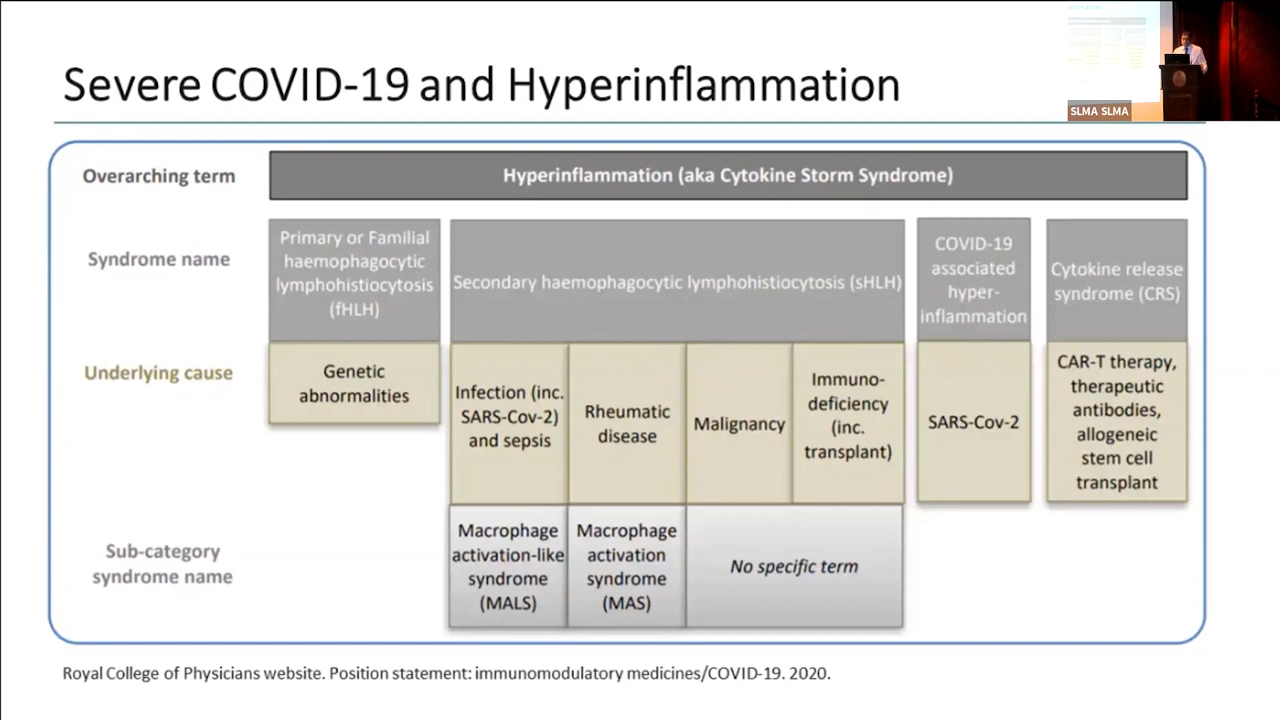 Severe COVID-19 and Hyperinflammation
SLMA SLMA
Overarching term
Hyperinflammation (aka Cytokine Storm Syndrome)
Syndrome name
Primary or Familial
haemophagocytic
lymphohistiocytosis
(fHLH)
Secondary haemophagocytic lymphohistiocytosis (sHLH)
COVID-19
associated
hyper-
inflammation
Cytokine release
syndrome (CRS)
Underlying cause
Genetic
abnormalities
Infection (inc.
SARS-Cov-2)
and sepsis
Rheumatic
disease
Malignancy
Immuno-
deficiency
(inc.
transplant)
SARS-Cov-2
CAR-T therapy,
therapeutic
antibodies,
allogeneic
stem cell
transplant
Sub-category
syndrome name
Macrophage
activation-like
syndrome
(MALS)
Macrophage
activation
syndrome
(MAS)
No specific term
Royal College of Physicians website. Position statement: immunomodulatory medicines/COVID-19. 2020.